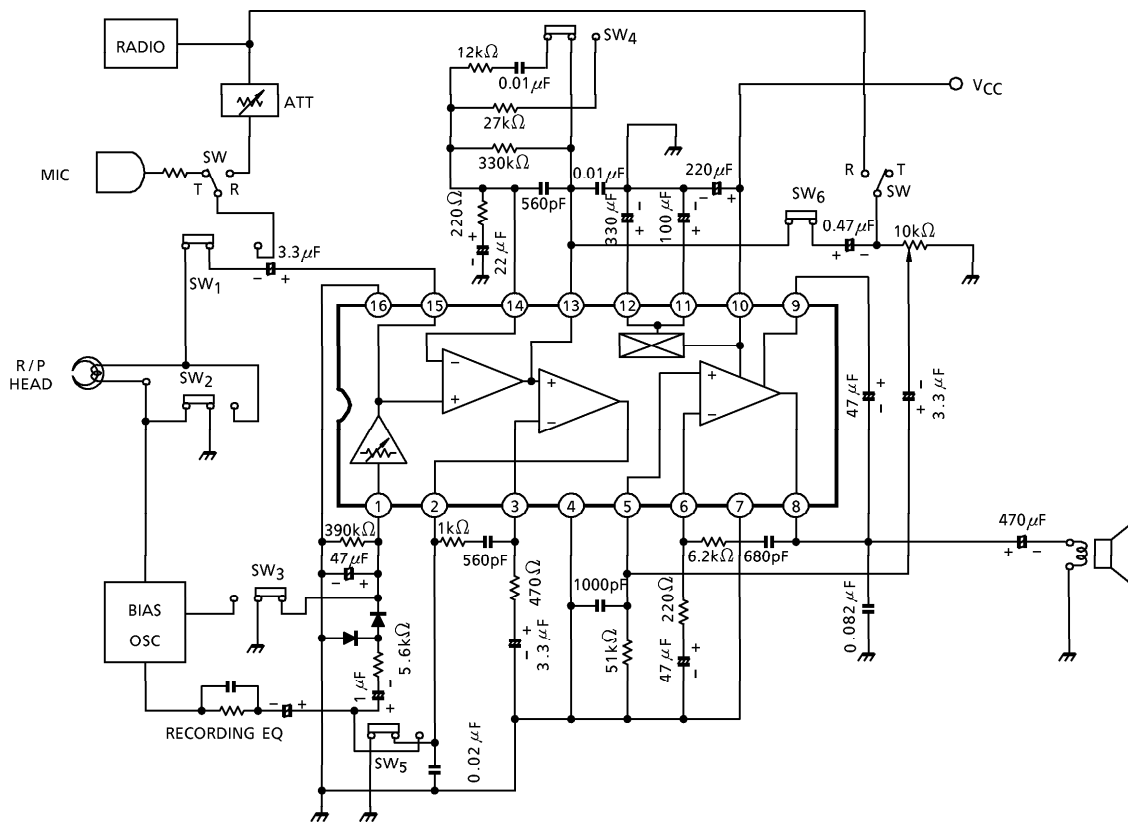 RADIO
ATT
MIC
SW
T
R
SW4
12kΩ
0.01μF
27kΩ
330kΩ
560pF
220Ω
+
-
22μF
0.01μF
220μF
- +
330μF
-
+
100μF
-
+
VCC
R
T
SW
SW6
0.47μF
+ -
10kΩ
SW1
3.3μF
- +
16
15
14
13
12
11
10
9
R/P
HEAD
SW2
-
+
+
-
+
-
47μF
+
-
-
+
3.3μF
1
2
3
4
5
6
7
8
390kΩ
47μF
- +
1kΩ
560pF
470Ω
3.3μF
+
-
1000pF
51kΩ
6.2kΩ
680pF
220Ω
47μF
+
-
470μF
+ -
0.082μF
SW3
BIAS
OSC
5.6kΩ
1μF
-
+
- +
RECORDING EQ
SW5
0.02μF